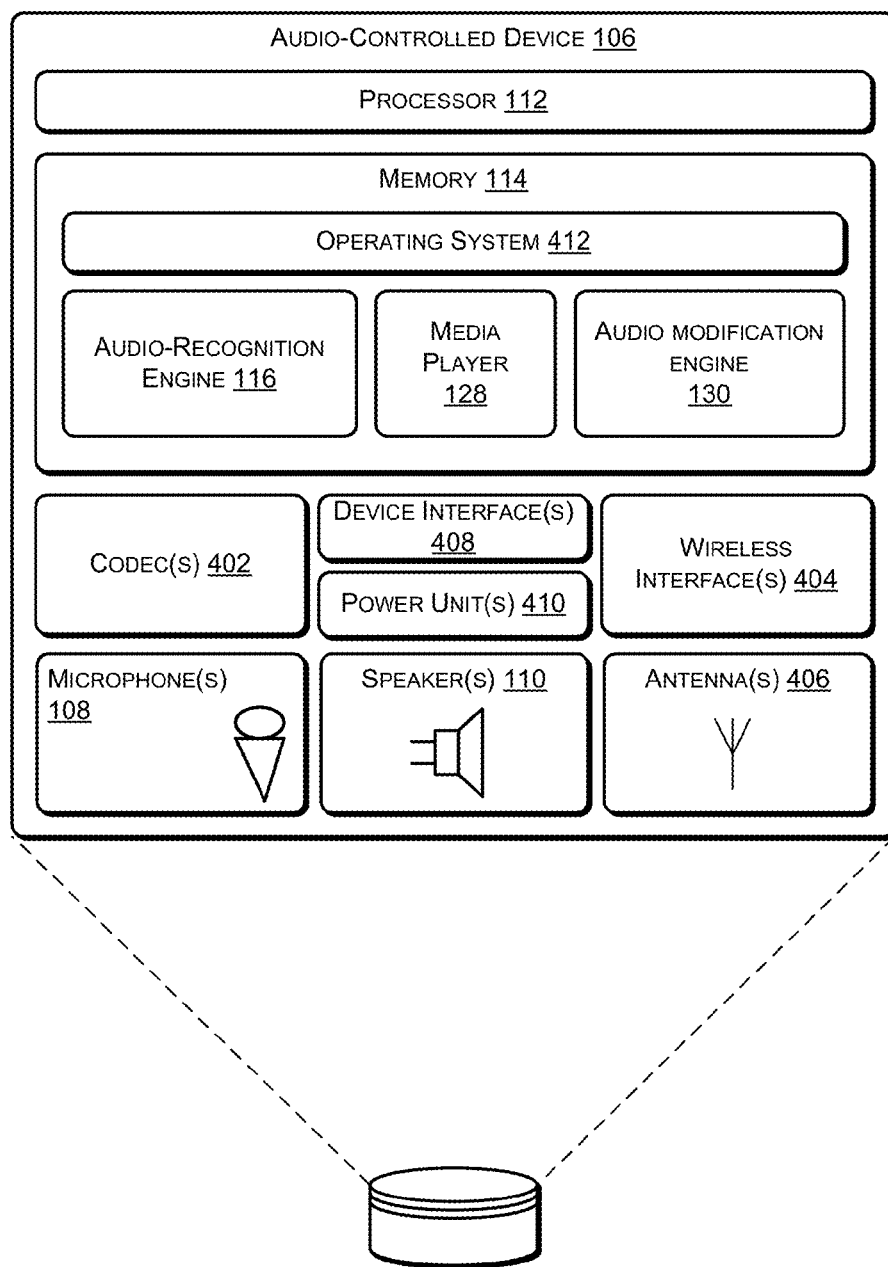 AUDIO-CONTROLLED DEVICE 106
PROCESSOR 112
MEMORY 114
OPERATING SYSTEM 412
AUDIO-RECOGNITION
ENGINE 116
MEDIA
PLAYER
128
AUDIO MODIFICATION
ENGINE
130
CODEC(S) 402
DEVICE INTERFACE(S)
408
POWER UNIT(S) 410
WIRELESS
INTERFACE(S) 404
MICROPHONE(S)
108
SPEAKER(S) 110
ANTENNA(S) 406